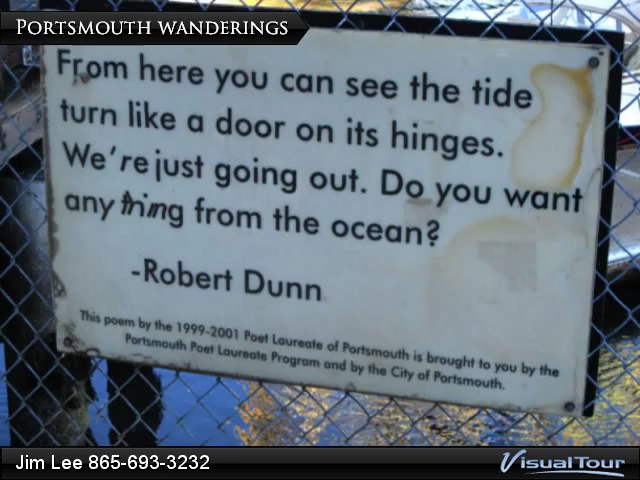 PORTSMOUTH WANDERINGS
From here you can see the tide
turn like a door on its hinges.
We're just going out. Do you want
anything from the ocean?
-Robert Dunn
This poem by the 1999-2001 Poet Laureate of Portsmouth is brought to you by the
Portsmouth Poet Laureate Program and by the City of Portsmouth.
Jim Lee 865-693-3232
VISUALTOUR